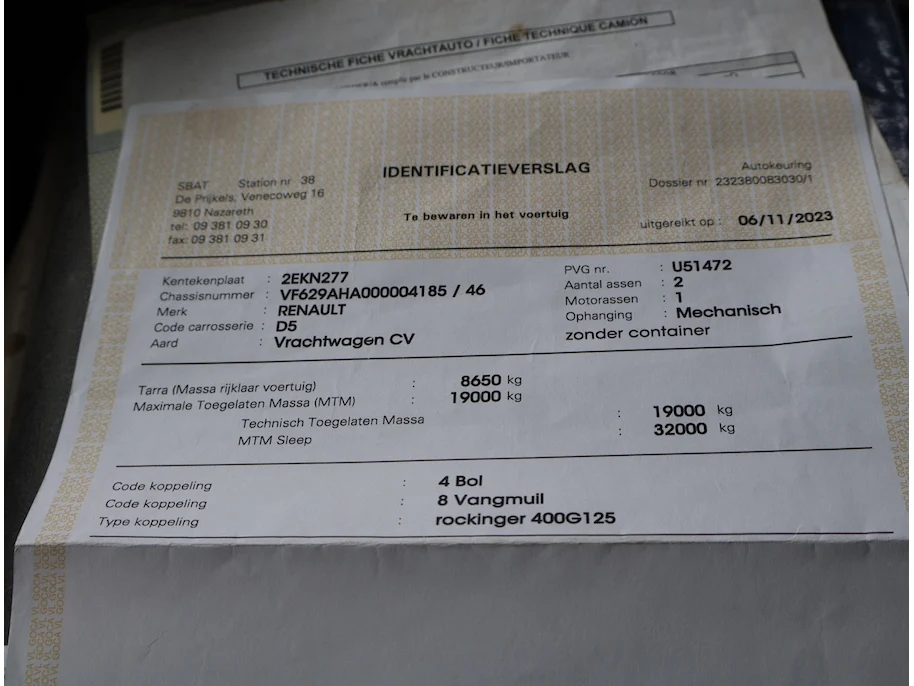 TECHNISCHE FICHE VRACHTAUTO / FICHE TECHNIQUE CAMION
par le CONSTRUCTEUR/IMPORTATEUR
IDENTIFICATIEVERSLAG
Te bewaren in het voertuig
SBAT Station nr 38
De Prijkels, Venecoweg 16
9810 Nazareth
tel: 09 381 09 30
fax: 09 381 09 31
Autokeuring
Dossier nr 232380083030/1
uitgereikt op : 06/11/2023
Kentekenplaat : 2EKN277
Chassisnummer : VF629AHA000004185 / 46
Merk : RENAULT
Code carrosserie : D5
Aard : Vrachtwagen CV
PVG nr. : U51472
Aantal assen : 2
Motorassen : 1
Ophanging : Mechanisch
zonder container
Tarra (Massa rijklaar voertuig) : 8650 kg
Maximale Toegelaten Massa (MTM) : 19000 kg
Technisch Toegelaten Massa : 19000 kg
MTM Sleep : 32000 kg
Code koppeling : 4 Bol
Code koppeling : 8 Vangmuil
Type koppeling : rockinger 400G125